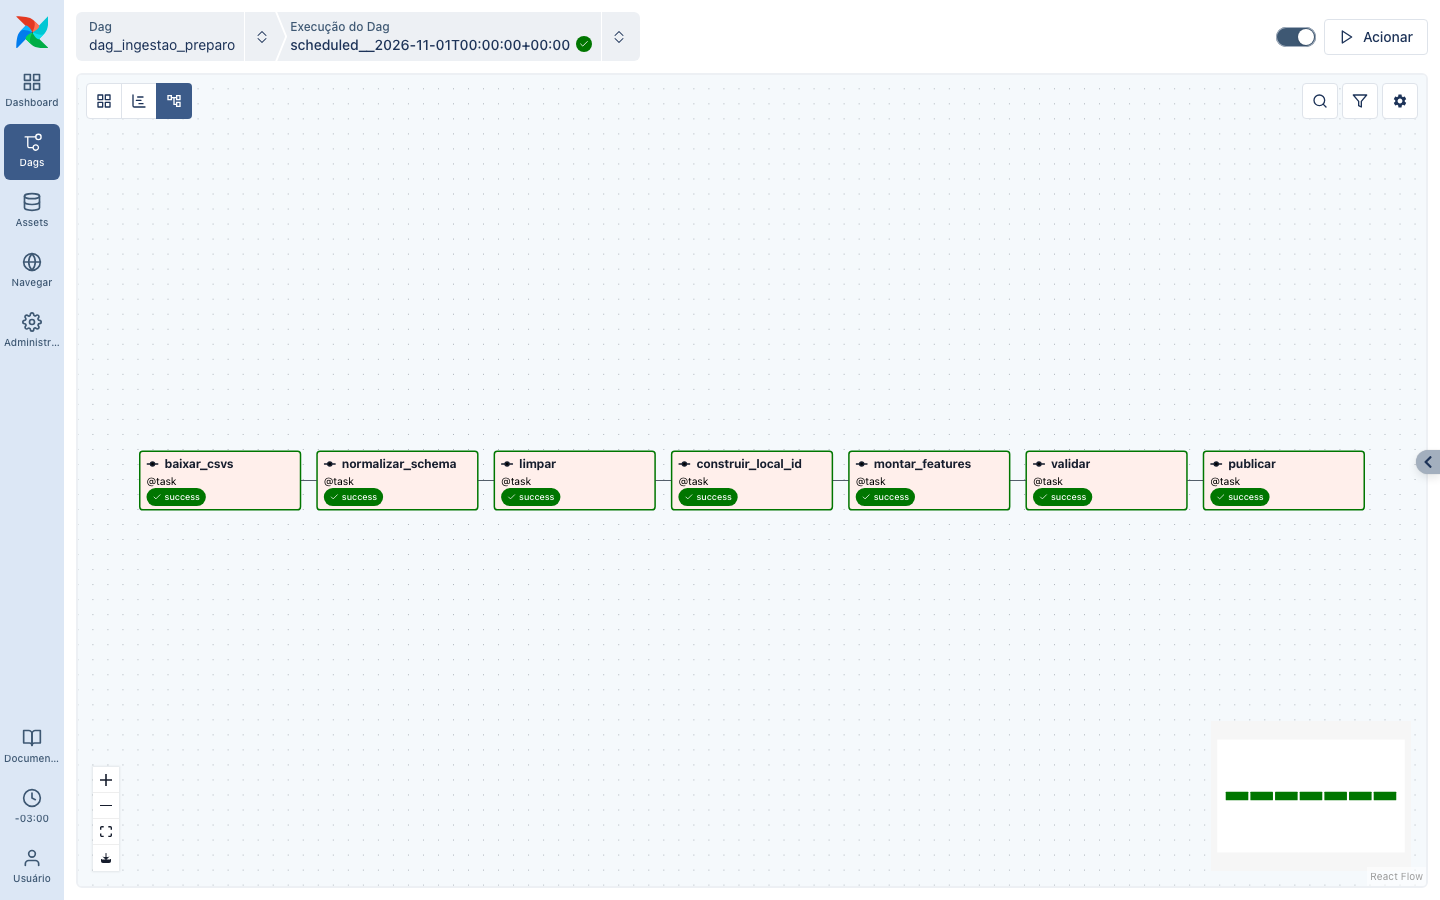 Dag
dag_ingestao_preparo
Execução do Dag
scheduled__2026-11-01T00:00:00+00:00
Acionar
Dashboard
Dags
Assets
Navegar
Administr...
baixar_csvs
@task
success
normalizar_schema
@task
success
limpar
@task
success
construir_local_id
@task
success
montar_features
@task
success
validar
@task
success
publicar
@task
success
Documen...
-03:00
Usuário
React Flow